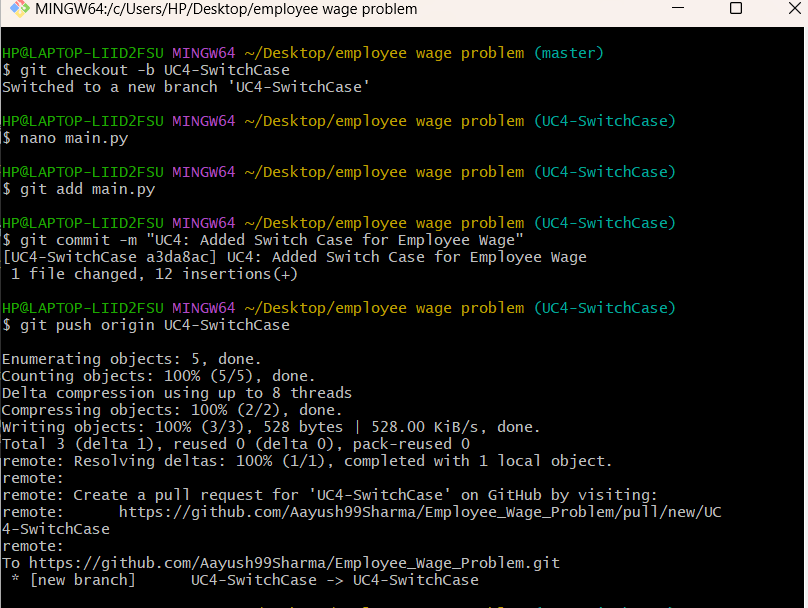 MINGW64:/c/Users/HP/Desktop/employee wage problem
HP@LAPTOP-LIID2FSU MINGW64 ~/Desktop/employee wage problem (master)
$ git checkout -b UC4-SwitchCase
Switched to a new branch 'UC4-SwitchCase'
HP@LAPTOP-LIID2FSU MINGW64 ~/Desktop/employee wage problem (UC4-SwitchCase)
$ nano main.py
HP@LAPTOP-LIID2FSU MINGW64 ~/Desktop/employee wage problem (UC4-SwitchCase)
$ git add main.py
HP@LAPTOP-LIID2FSU MINGW64 ~/Desktop/employee wage problem (UC4-SwitchCase)
$ git commit -m "UC4: Added Switch Case for Employee Wage"
[UC4-SwitchCase a3da8ac] UC4: Added Switch Case for Employee Wage
 1 file changed, 12 insertions(+)
HP@LAPTOP-LIID2FSU MINGW64 ~/Desktop/employee wage problem (UC4-SwitchCase)
$ git push origin UC4-SwitchCase
Enumerating objects: 5, done.
Counting objects: 100% (5/5), done.
Delta compression using up to 8 threads
Compressing objects: 100% (2/2), done.
Writing objects: 100% (3/3), 528 bytes | 528.00 KiB/s, done.
Total 3 (delta 1), reused 0 (delta 0), pack-reused 0
remote: Resolving deltas: 100% (1/1), completed with 1 local object.
remote:
remote: Create a pull request for 'UC4-SwitchCase' on GitHub by visiting:
remote:      https://github.com/Aayush99Sharma/Employee_Wage_Problem/pull/new/UC
4-SwitchCase
remote:
To https://github.com/Aayush99Sharma/Employee_Wage_Problem.git
 * [new branch]      UC4-SwitchCase -> UC4-SwitchCase